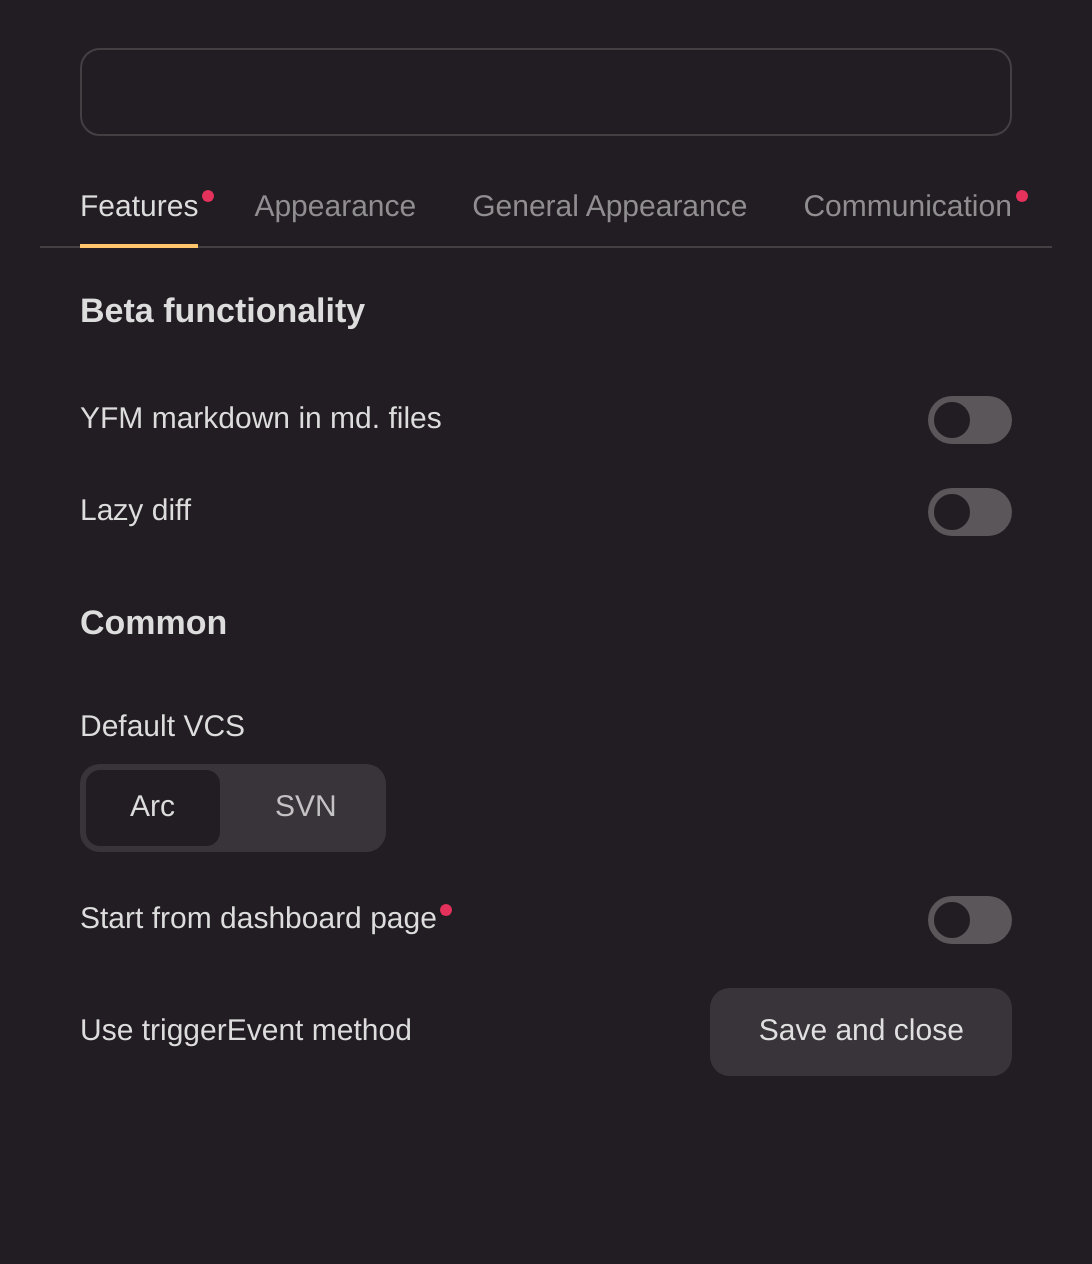 Features Appearance General Appearance Communication
Beta functionality
YFM markdown in md. files
Lazy diff
Common
Default VCS
Arc SVN
Start from dashboard page
Use triggerEvent method Save and close